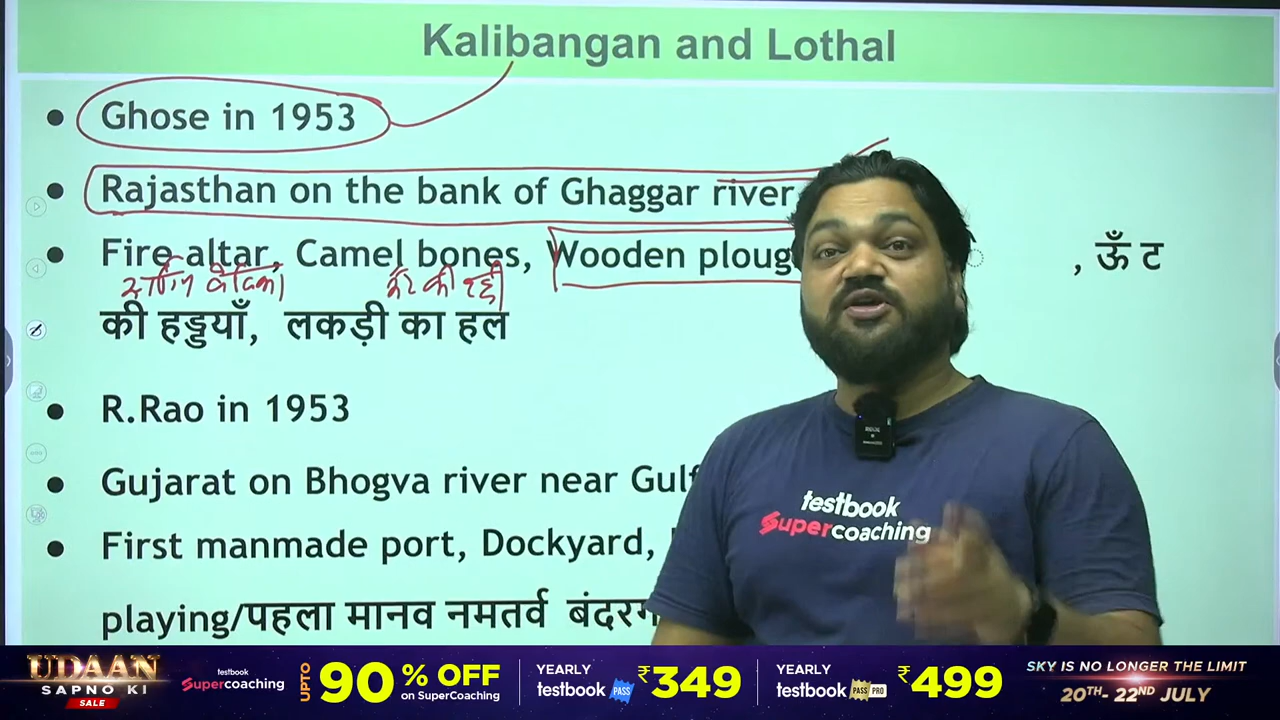 Kalibangan and Lothal
Ghose in 1953
Rajasthan on the bank of Ghaggar river
Fire altar, Camel bones, Wooden ploug , ऊँ ट
ऊँट की हड्डी
की हड्डयाँ, लकड़ी का हल
R.Rao in 1953
Gujarat on Bhogva river near Gulf
First manmade port, Dockyard,
playing/पहला मानव नमतर्व बंदरग
testbook
Supercoaching
UDAAN
SAPNO KI
SALE
testbook
Supercoaching
UPTO 90 % OFF
on SuperCoaching
YEARLY
testbook PASS
₹349
YEARLY
testbook PASS PRO
₹499
SKY IS NO LONGER THE LIMIT
20TH- 22ND JULY